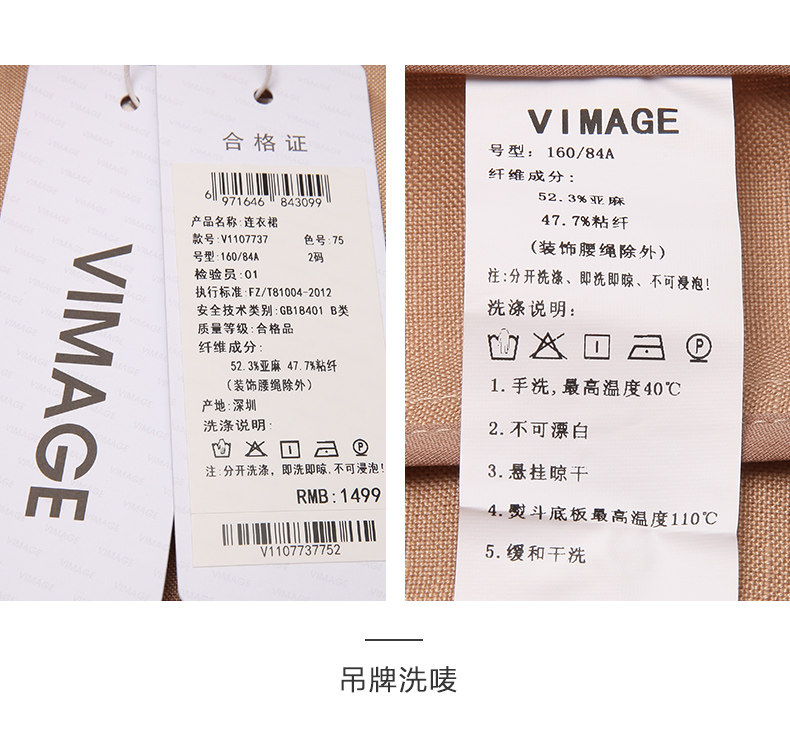 VIMAGE
合格证
6 971646 843099
产品名称:连衣裙
款号:V1107737 色号:75
号型:160/84A 2码
检验员:01
执行标准:FZ/T81004-2012
安全技术类别:GB18401 B类
质量等级:合格品
纤维成分:
52.3%亚麻 47.7%粘纤
(装饰腰绳除外)
产地:深圳
洗涤说明:
P
注:分开洗涤，即洗即晾.不可浸泡!
RMB:1499
V1107737752
VIMAGE
号型: 160/84A
纤维成分:
52.3%亚麻
47.7%粘纤
(装饰腰绳除外)
注:分开洗涤、即洗即晾、不可浸泡!
洗涤说明:
P
1.手洗,最高温度40℃
2.不可漂白
3.悬挂晾干
4.熨斗底板最高温度110℃
5.缓和干洗
吊牌洗唛